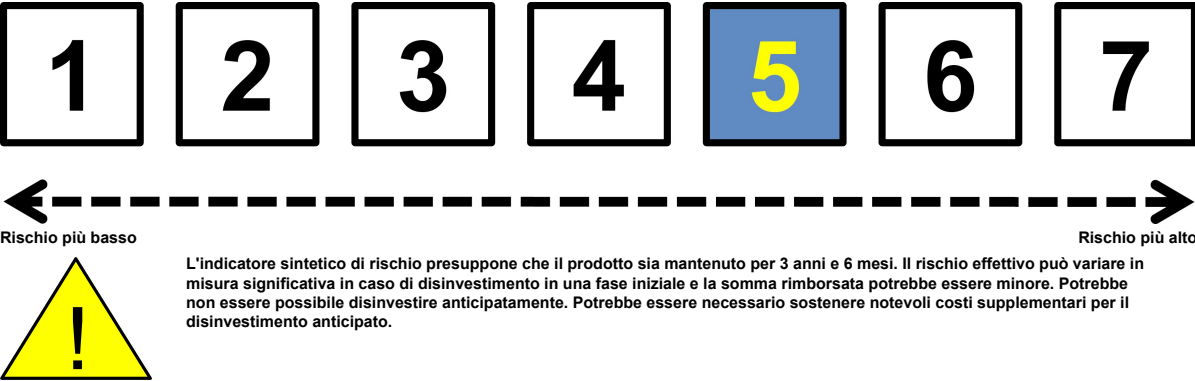 1 2 3 4 5 6 7
Rischio più basso Rischio più alto
L'indicatore sintetico di rischio presuppone che il prodotto sia mantenuto per 3 anni e 6 mesi. Il rischio effettivo può variare in
misura significativa in caso di disinvestimento in una fase iniziale e la somma rimborsata potrebbe essere minore. Potrebbe
non essere possibile disinvestire anticipatamente. Potrebbe essere necessario sostenere notevoli costi supplementari per il
disinvestimento anticipato.
!